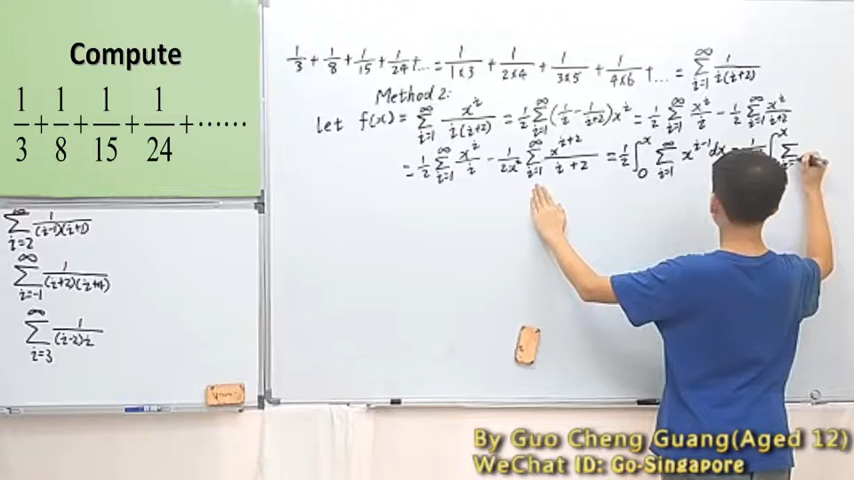 Compute
1/3 + 1/8 + 1/15 + 1/24 + ······
∑_{i=2}^{∞} 1/((i-1)(i+1))
∑_{i=-1}^{∞} 1/((i+2)(i+4))
∑_{i=3}^{∞} 1/((i-2)i)
1/3 + 1/8 + 1/15 + 1/24 + ... = 1/(1×3) + 1/(2×4) + 1/(3×5) + 1/(4×6) + ... = ∑_{i=1}^{∞} 1/(i(i+2))
Method 2:
Let f(x) = ∑_{i=1}^{∞} x^i/(i(i+2)) = 1/2 ∑_{i=1}^{∞} (1/i - 1/(i+2)) x^i = 1/2 ∑_{i=1}^{∞} x^i/i - 1/2 ∑_{i=1}^{∞} x^i/(i+2)
= 1/2 ∑_{i=1}^{∞} x^i/i - 1/(2x²) ∑_{i=1}^{∞} x^{i+2}/(i+2) = 1/2 ∫_0^x ∑_{i=1}^{∞} x^{i-1} dx
By Guo Cheng Guang(Aged 12)
WeChat ID: Go-Singapore